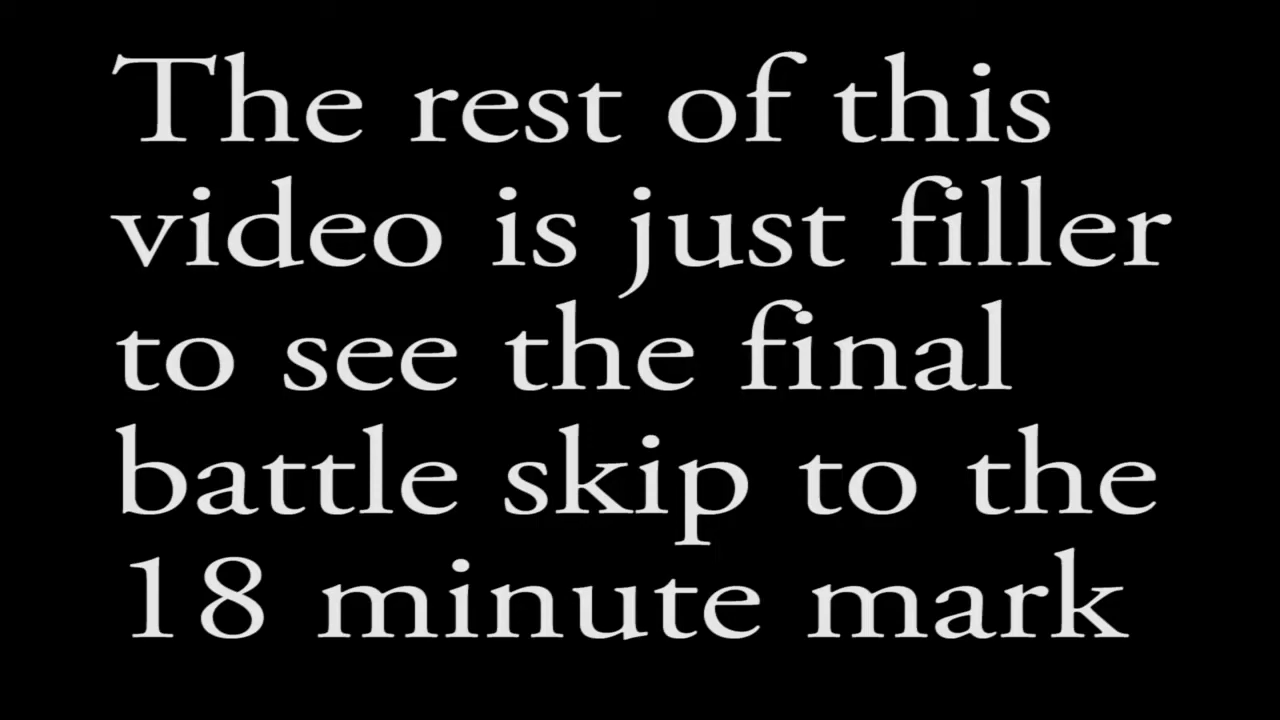 The rest of this
video is just filler
to see the final
battle skip to the
18 minute mark